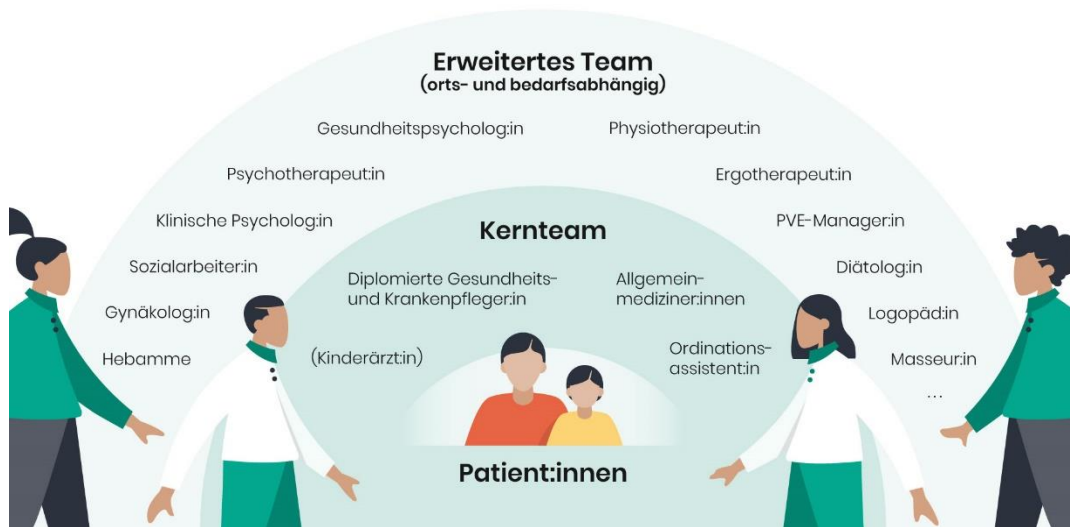 Erweitertes Team
(orts- und bedarfsabhängig)
Gesundheitspsycholog:in
Physiotherapeut:in
Psychotherapeut:in
Ergotherapeut:in
Klinische Psycholog:in
PVE-Manager:in
Sozialarbeiter:in
Diätolog:in
Gynäkolog:in
Logopäd:in
Hebamme
Masseur:in
...
Kernteam
Diplomierte Gesundheits-
und Krankenpfleger:in
Allgemein-
mediziner:innen
(Kinderärzt:in)
Ordinations-
assistent:in
Patient:innen